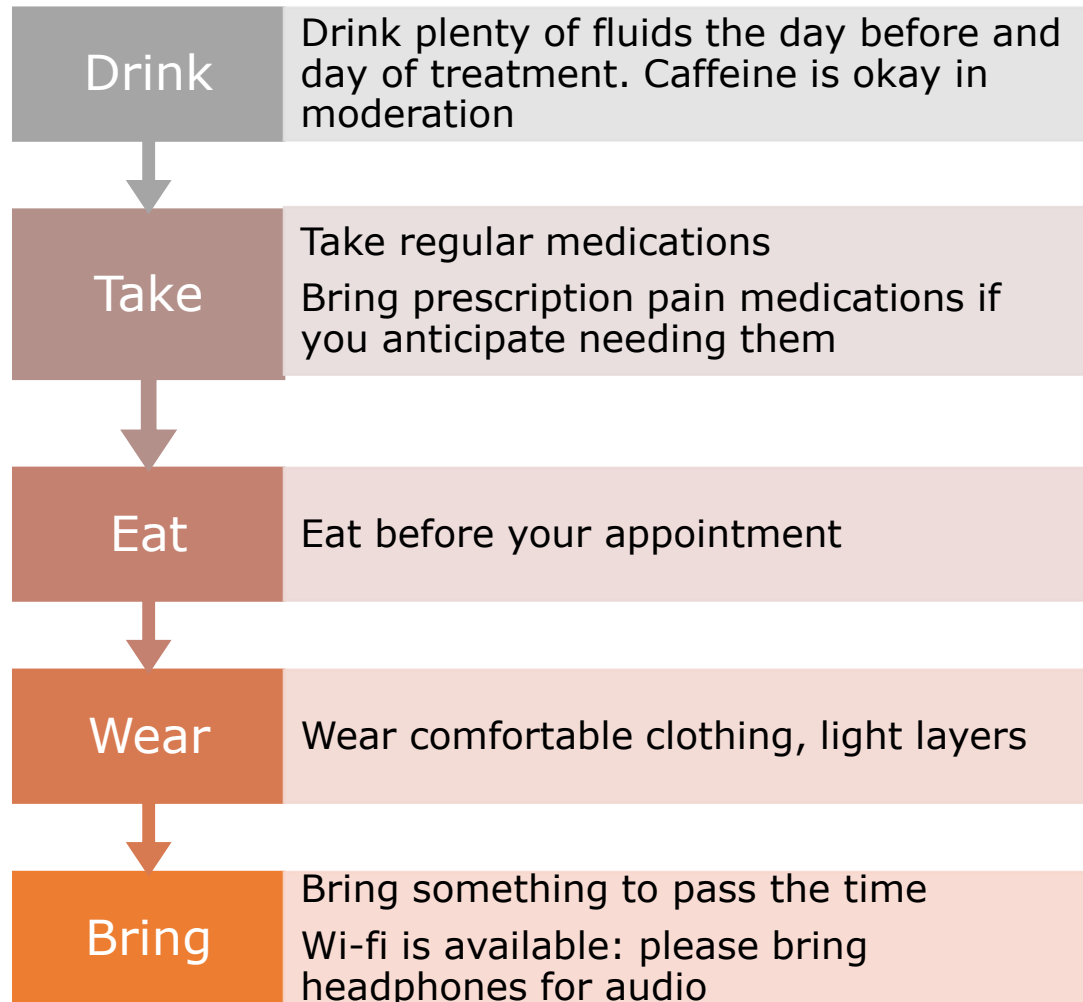 Drink
Drink plenty of fluids the day before and
day of treatment. Caffeine is okay in
moderation
Take
Take regular medications
Bring prescription pain medications if
you anticipate needing them
Eat
Eat before your appointment
Wear
Wear comfortable clothing, light layers
Bring
Bring something to pass the time
Wi-fi is available: please bring
headphones for audio